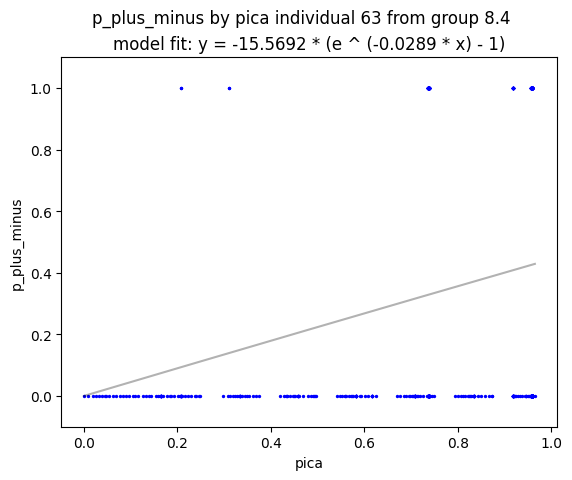 p_plus_minus by pica individual 63 from group 8.4
model fit: y = -15.5692 * (e ^ (-0.0289 * x) - 1)
1.0
0.8
0.6
0.4
0.2
0.0
p_plus_minus
0.0 0.2 0.4 0.6 0.8 1.0
pica